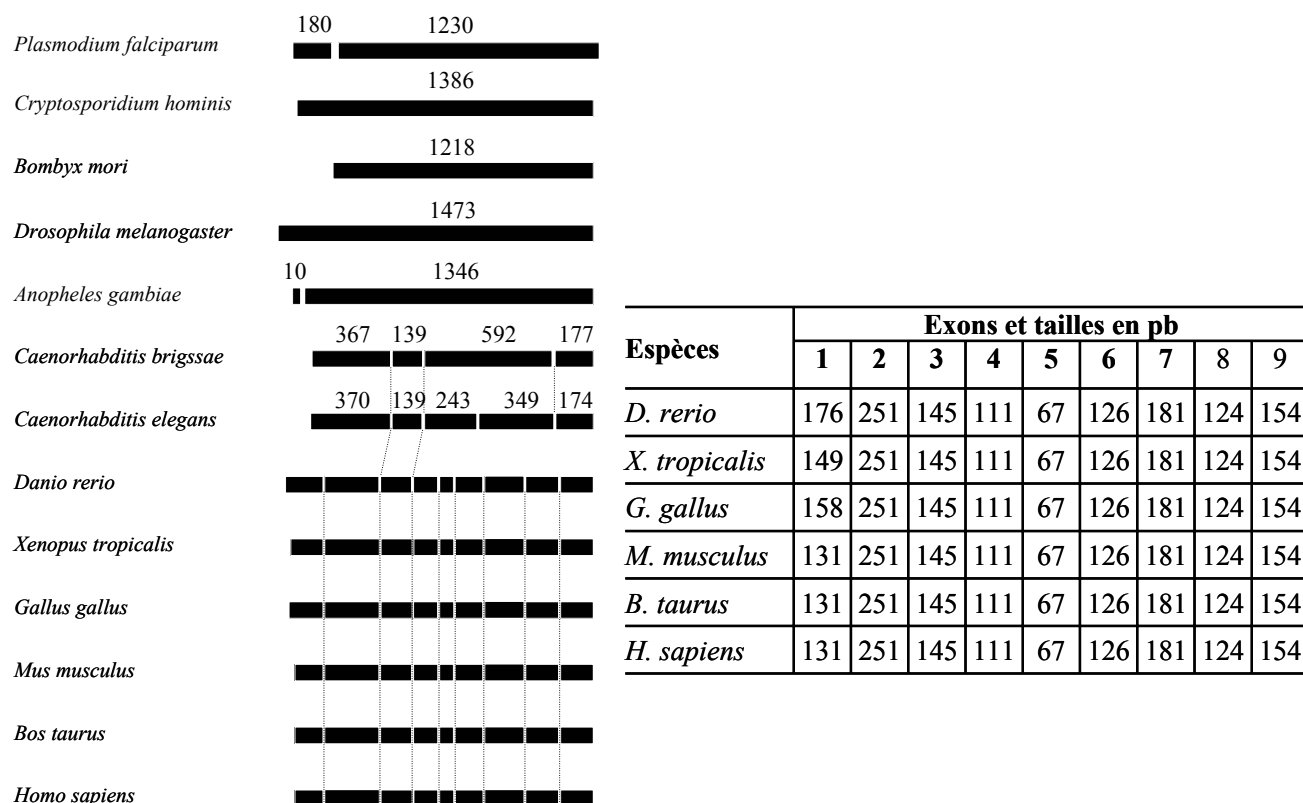 180 1230
Plasmodium falciparum
1386
Cryptosporidium hominis
1218
Bombyx mori
1473
Drosophila melanogaster
10 1346
Anopheles gambiae
367 139 592 177
Caenorhabditis brigssae
370 139 243 349 174
Caenorhabditis elegans
Danio rerio
Xenopus tropicalis
Gallus gallus
Mus musculus
Bos taurus
Homo sapiens
Espèces Exons et tailles en pb
1 2 3 4 5 6 7 8 9
D. rerio 176 251 145 111 67 126 181 124 154
X. tropicalis 149 251 145 111 67 126 181 124 154
G. gallus 158 251 145 111 67 126 181 124 154
M. musculus 131 251 145 111 67 126 181 124 154
B. taurus 131 251 145 111 67 126 181 124 154
H. sapiens 131 251 145 111 67 126 181 124 154